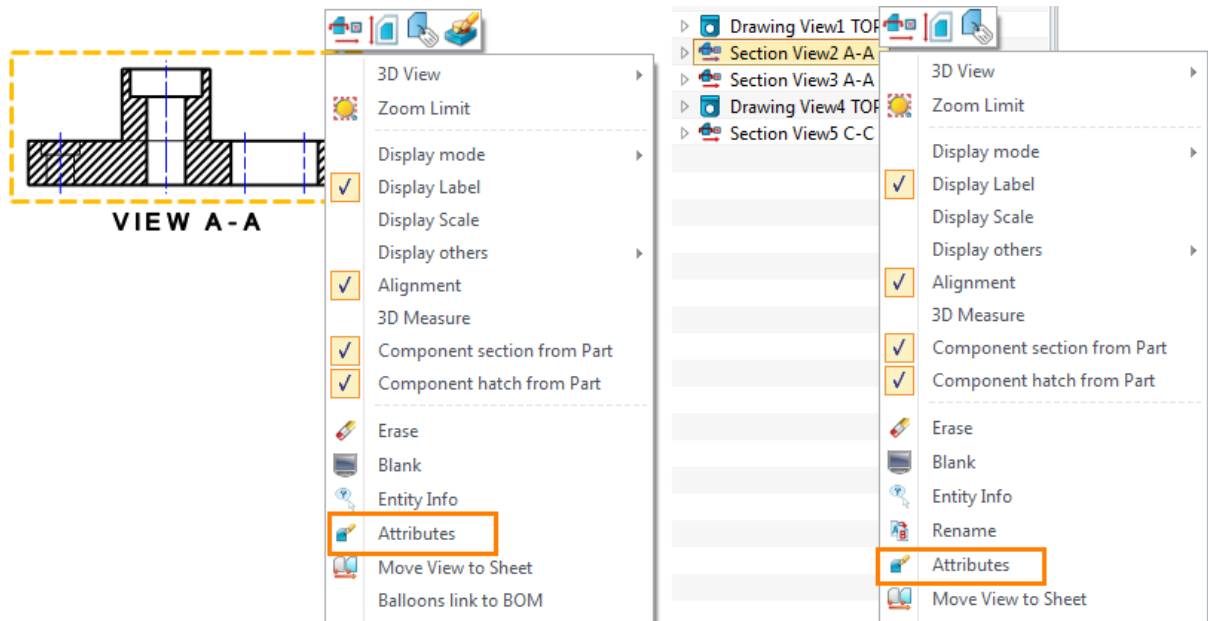 VIEW A-A
3D View
Zoom Limit
Display mode
Display Label
Display Scale
Display others
Alignment
3D Measure
Component section from Part
Component hatch from Part
Erase
Blank
Entity Info
Attributes
Move View to Sheet
Balloons link to BOM
Drawing View1 TOP
Section View2 A-A
Section View3 A-A
Drawing View4 TOP
Section View5 C-C
3D View
Zoom Limit
Display mode
Display Label
Display Scale
Display others
Alignment
3D Measure
Component section from Part
Component hatch from Part
Erase
Blank
Entity Info
Rename
Attributes
Move View to Sheet